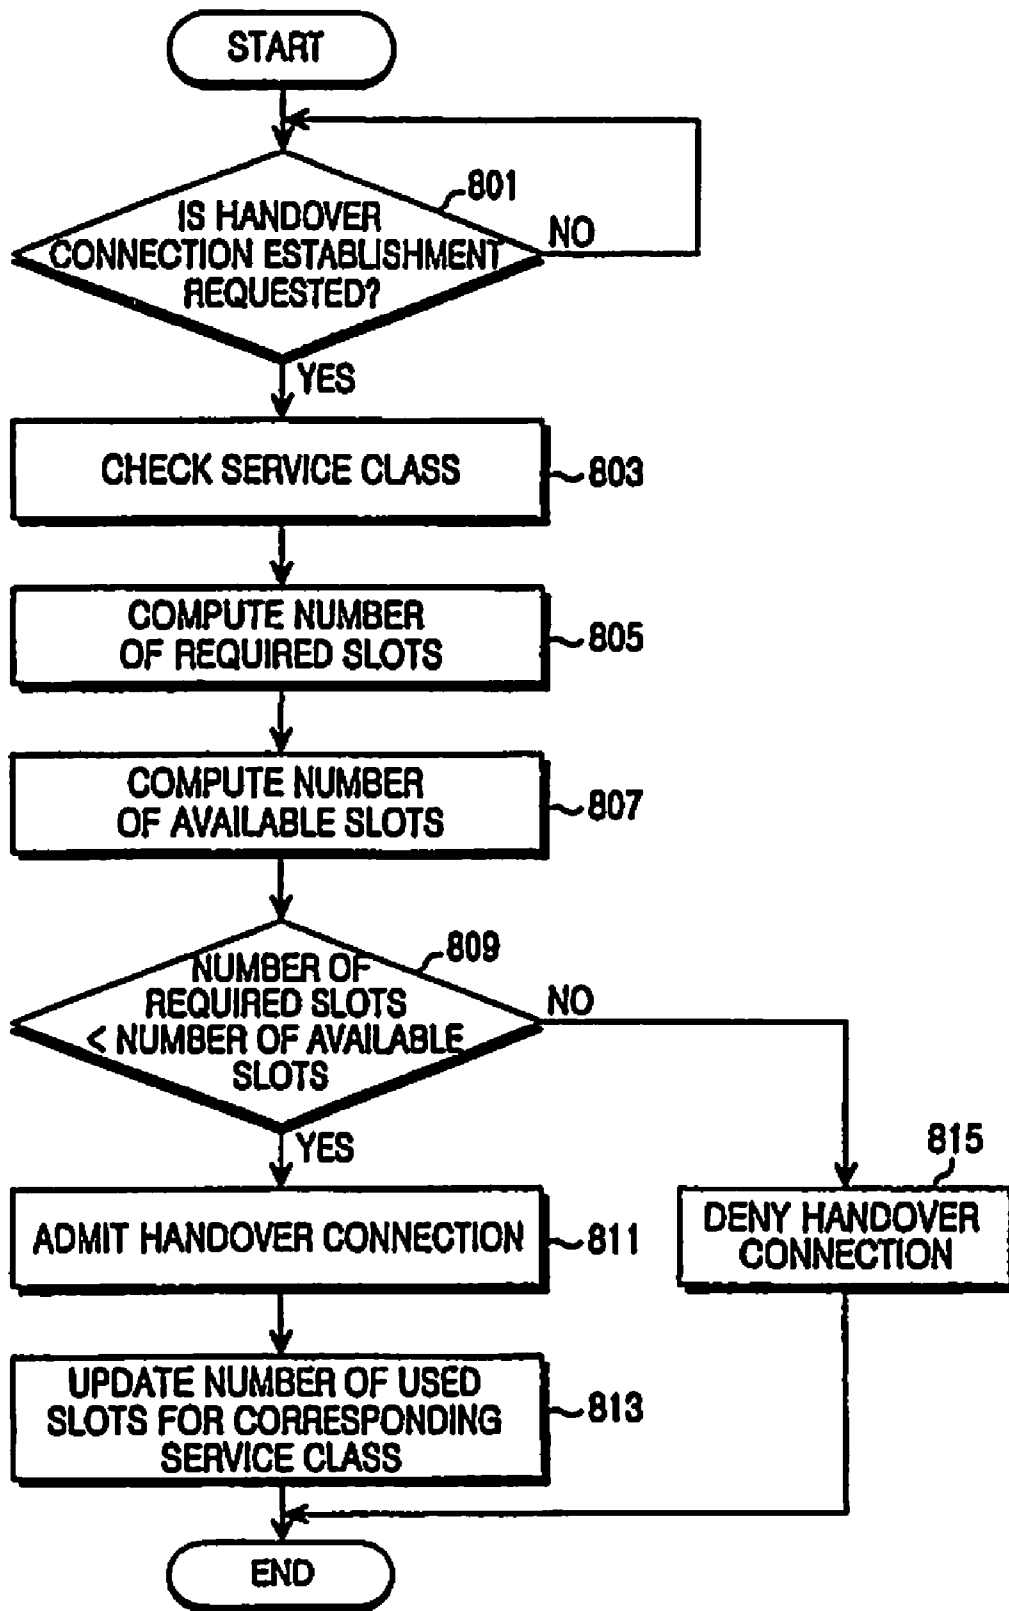 START
801
IS HANDOVER
CONNECTION ESTABLISHMENT
REQUESTED?
NO
YES
CHECK SERVICE CLASS
803
COMPUTE NUMBER
OF REQUIRED SLOTS
805
COMPUTE NUMBER
OF AVAILABLE SLOTS
807
809
NUMBER OF
REQUIRED SLOTS
< NUMBER OF AVAILABLE
SLOTS
NO
YES
815
ADMIT HANDOVER CONNECTION
811
DENY HANDOVER
CONNECTION
UPDATE NUMBER OF USED
SLOTS FOR CORRESPONDING
SERVICE CLASS
813
END